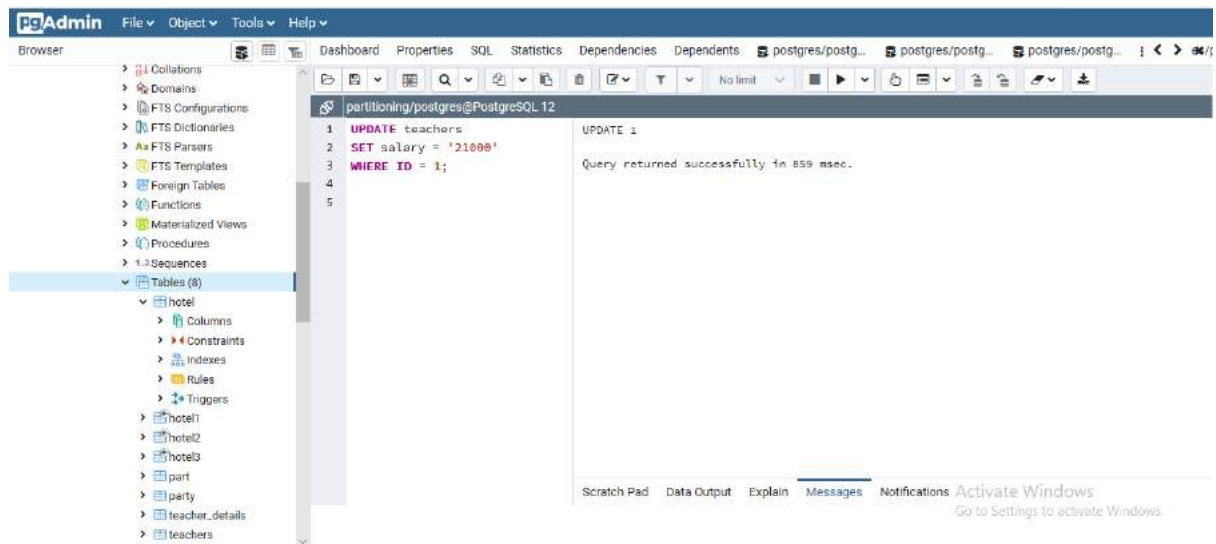 pgAdmin File Object Tools Help
Browser
Dashboard Properties SQL Statistics Dependencies Dependents postgres/postg... postgres/postg... postgres/postg...
Collations
Domains
FTS Configurations
FTS Dictionaries
Aa FTS Parsers
FTS Templates
Foreign Tables
Functions
Materialized Views
Procedures
1..3 Sequences
Tables (8)
hotel
Columns
Constraints
Indexes
Rules
Triggers
hotel1
hotel2
hotel3
part
party
teacher_details
teachers
No limit
partitioning/postgres@PostgreSQL 12
1 UPDATE teachers
2 SET salary = '21000'
3 WHERE ID = 1;
4
5
UPDATE 1
Query returned successfully in 859 msec.
Scratch Pad Data Output Explain Messages Notifications
Activate Windows
Go to Settings to activate Windows.